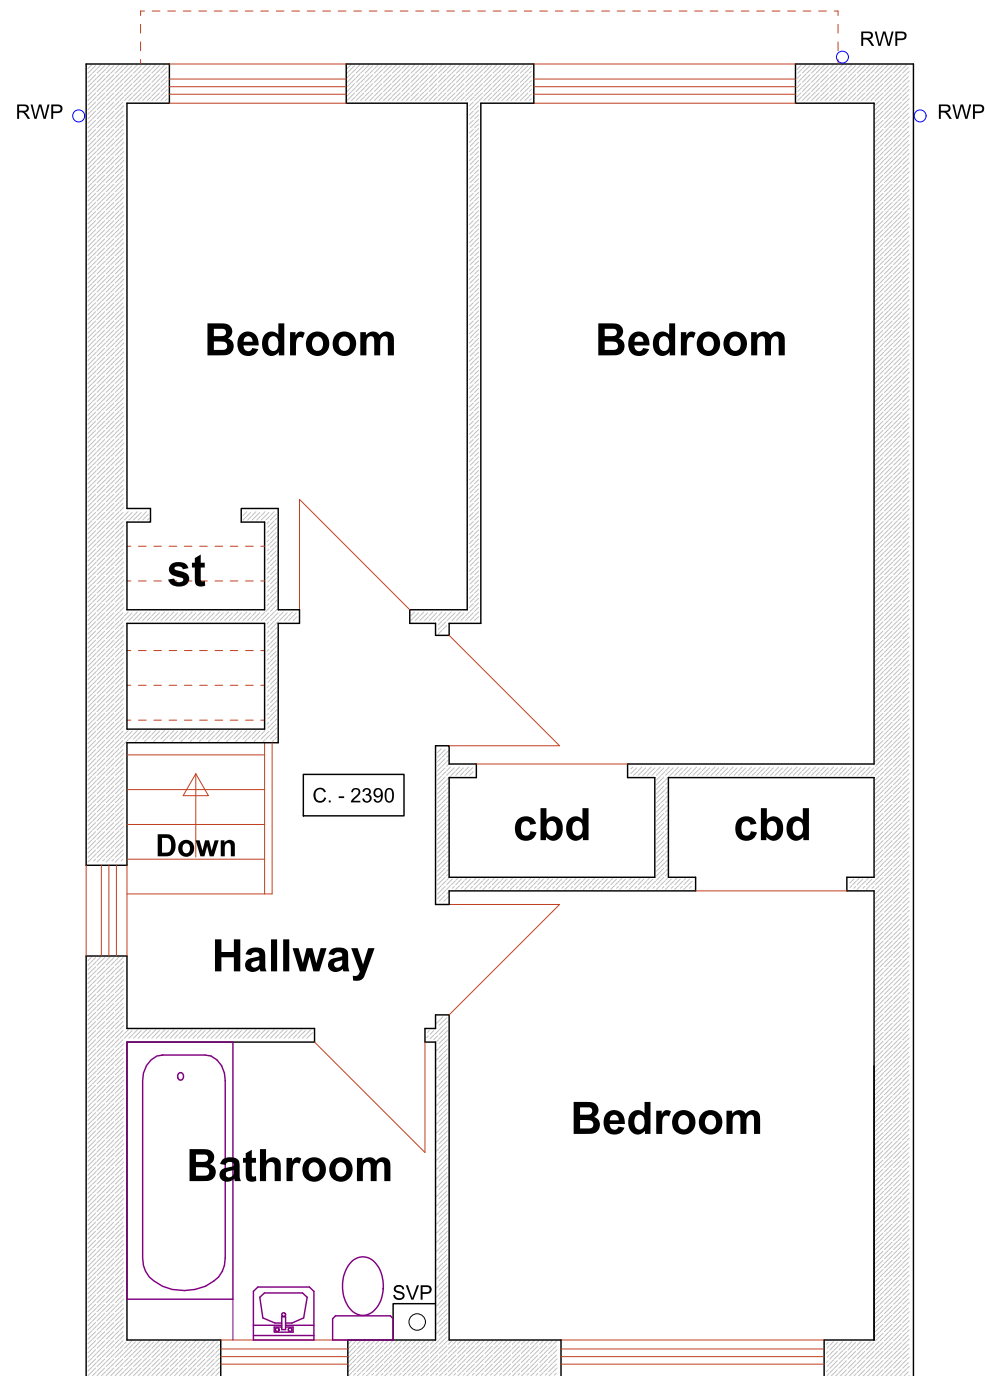 RWP
RWP
RWP
Bedroom
Bedroom
st
C. - 2390
cbd
cbd
Down
Hallway
Bedroom
Bathroom
SVP